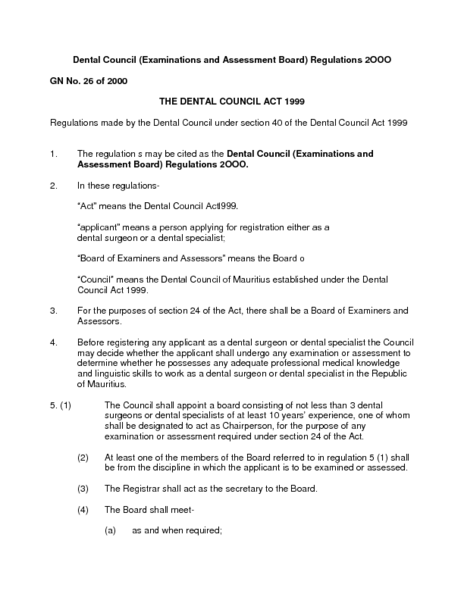 Dental Council (Examinations and Assessment Board) Regulations 2OOO
GN No. 26 of 2000
THE DENTAL COUNCIL ACT 1999
Regulations made by the Dental Council under section 40 of the Dental Council Act 1999
1. The regulation s may be cited as the Dental Council (Examinations and
Assessment Board) Regulations 2OOO.
2. In these regulations-
“Act” means the Dental Council Act1999.
“applicant” means a person applying for registration either as a
dental surgeon or a dental specialist;
“Board of Examiners and Assessors” means the Board o
“Council” means the Dental Council of Mauritius established under the Dental
Council Act 1999.
3. For the purposes of section 24 of the Act, there shall be a Board of Examiners and
Assessors.
4. Before registering any applicant as a dental surgeon or dental specialist the Council
may decide whether the applicant shall undergo any examination or assessment to
determine whether he possesses any adequate professional medical knowledge
and linguistic skills to work as a dental surgeon or dental specialist in the Republic
of Mauritius.
5. (1) The Council shall appoint a board consisting of not less than 3 dental
surgeons or dental specialists of at least 10 years’ experience, one of whom
shall be designated to act as Chairperson, for the purpose of any
examination or assessment required under section 24 of the Act.
(2) At least one of the members of the Board referred to in regulation 5 (1) shall
be from the discipline in which the applicant is to be examined or assessed.
(3) The Registrar shall act as the secretary to the Board.
(4) The Board shall meet-
(a) as and when required;